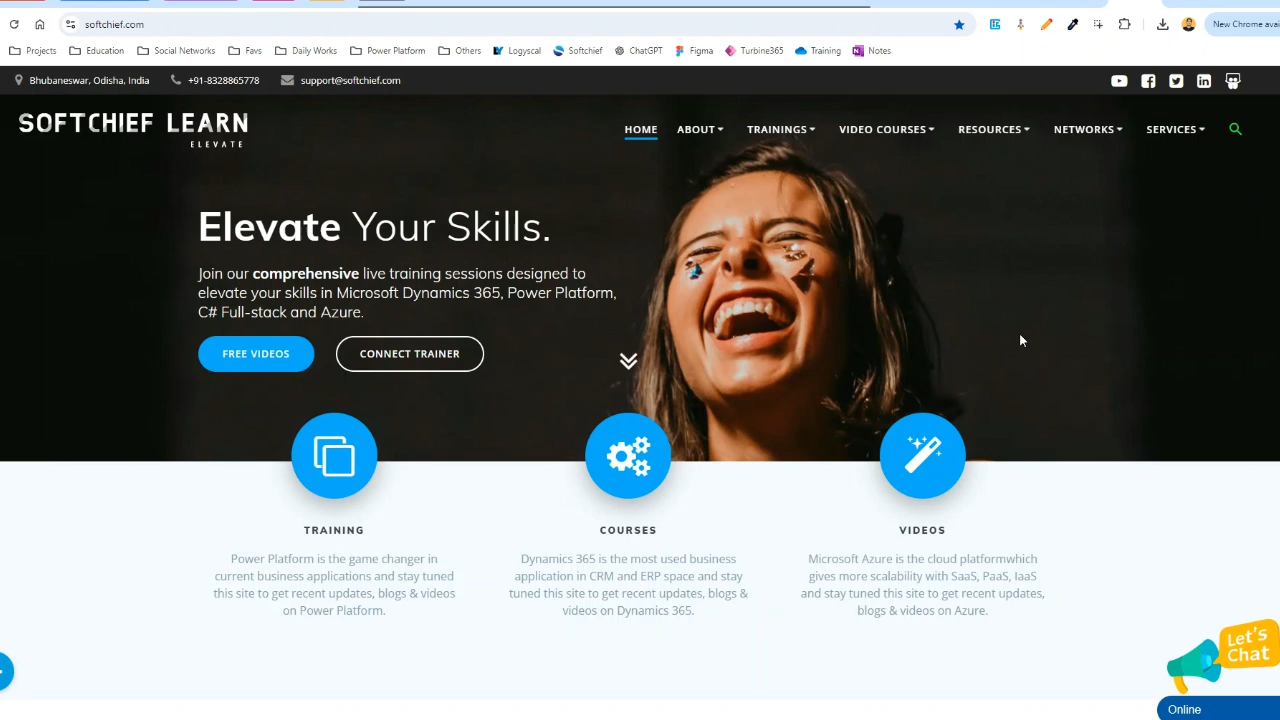 softchief.com
New Chrome avai
Projects Education Social Networks Favs Daily Works Power Platform Others Logyscal Softchief ChatGPT Figma Turbine365 Training Notes
Bhubaneswar, Odisha, India +91-8328865778 support@softchief.com
SOFTCHIEF LEARN
ELEVATE
HOME ABOUT TRAININGS VIDEO COURSES RESOURCES NETWORKS SERVICES
Elevate Your Skills.
Join our comprehensive live training sessions designed to
elevate your skills in Microsoft Dynamics 365, Power Platform,
C# Full-stack and Azure.
FREE VIDEOS CONNECT TRAINER
TRAINING
Power Platform is the game changer in
current business applications and stay tuned
this site to get recent updates, blogs & videos
on Power Platform.
COURSES
Dynamics 365 is the most used business
application in CRM and ERP space and stay
tuned this site to get recent updates, blogs &
videos on Dynamics 365.
VIDEOS
Microsoft Azure is the cloud platformwhich
gives more scalability with SaaS, PaaS, IaaS
and stay tuned this site to get recent updates,
blogs & videos on Azure.
Let's
Chat
Online